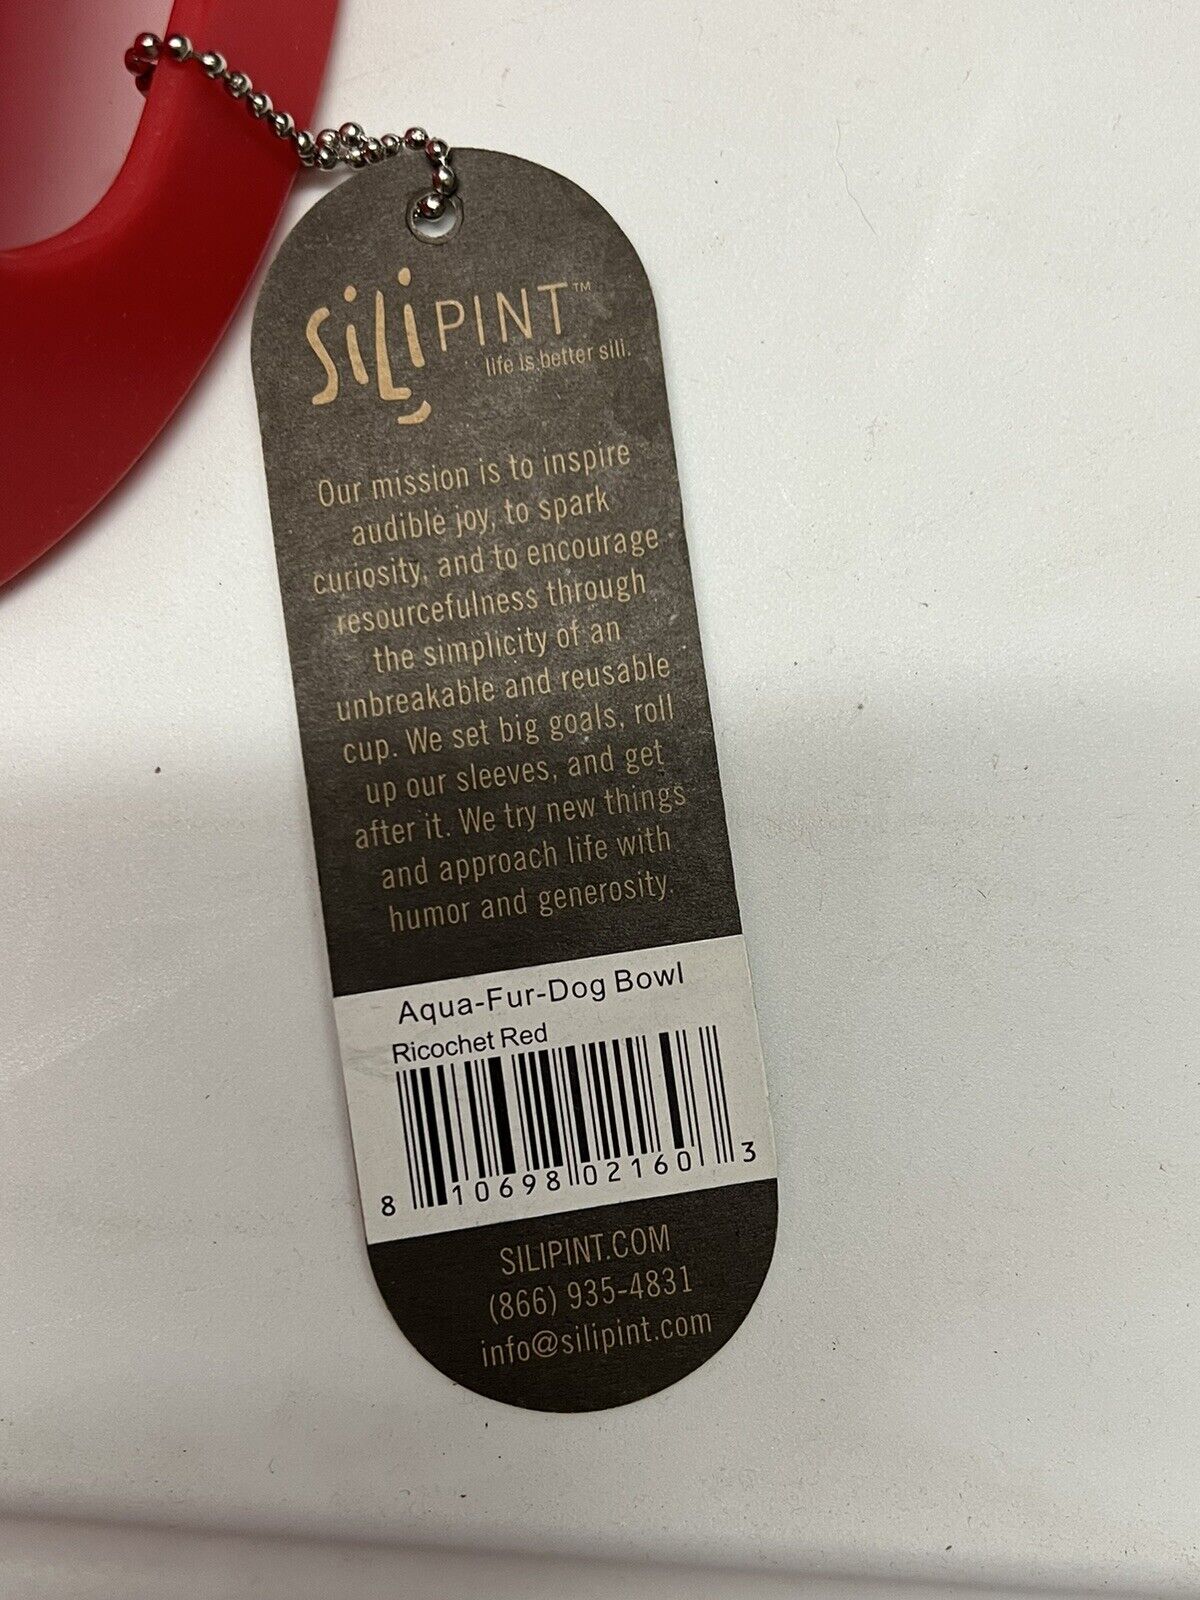 SiLiPINT™
life is better sili.
Our mission is to inspire
audible joy, to spark
curiosity, and to encourage
resourcefulness through
the simplicity of an
unbreakable and reusable
cup. We set big goals, roll
up our sleeves, and get
after it. We try new things
and approach life with
humor and generosity.
Aqua-Fur-Dog Bowl
Ricochet Red
8 10698 02160 3
SILIPINT.COM
(866) 935-4831
info@silipint.com